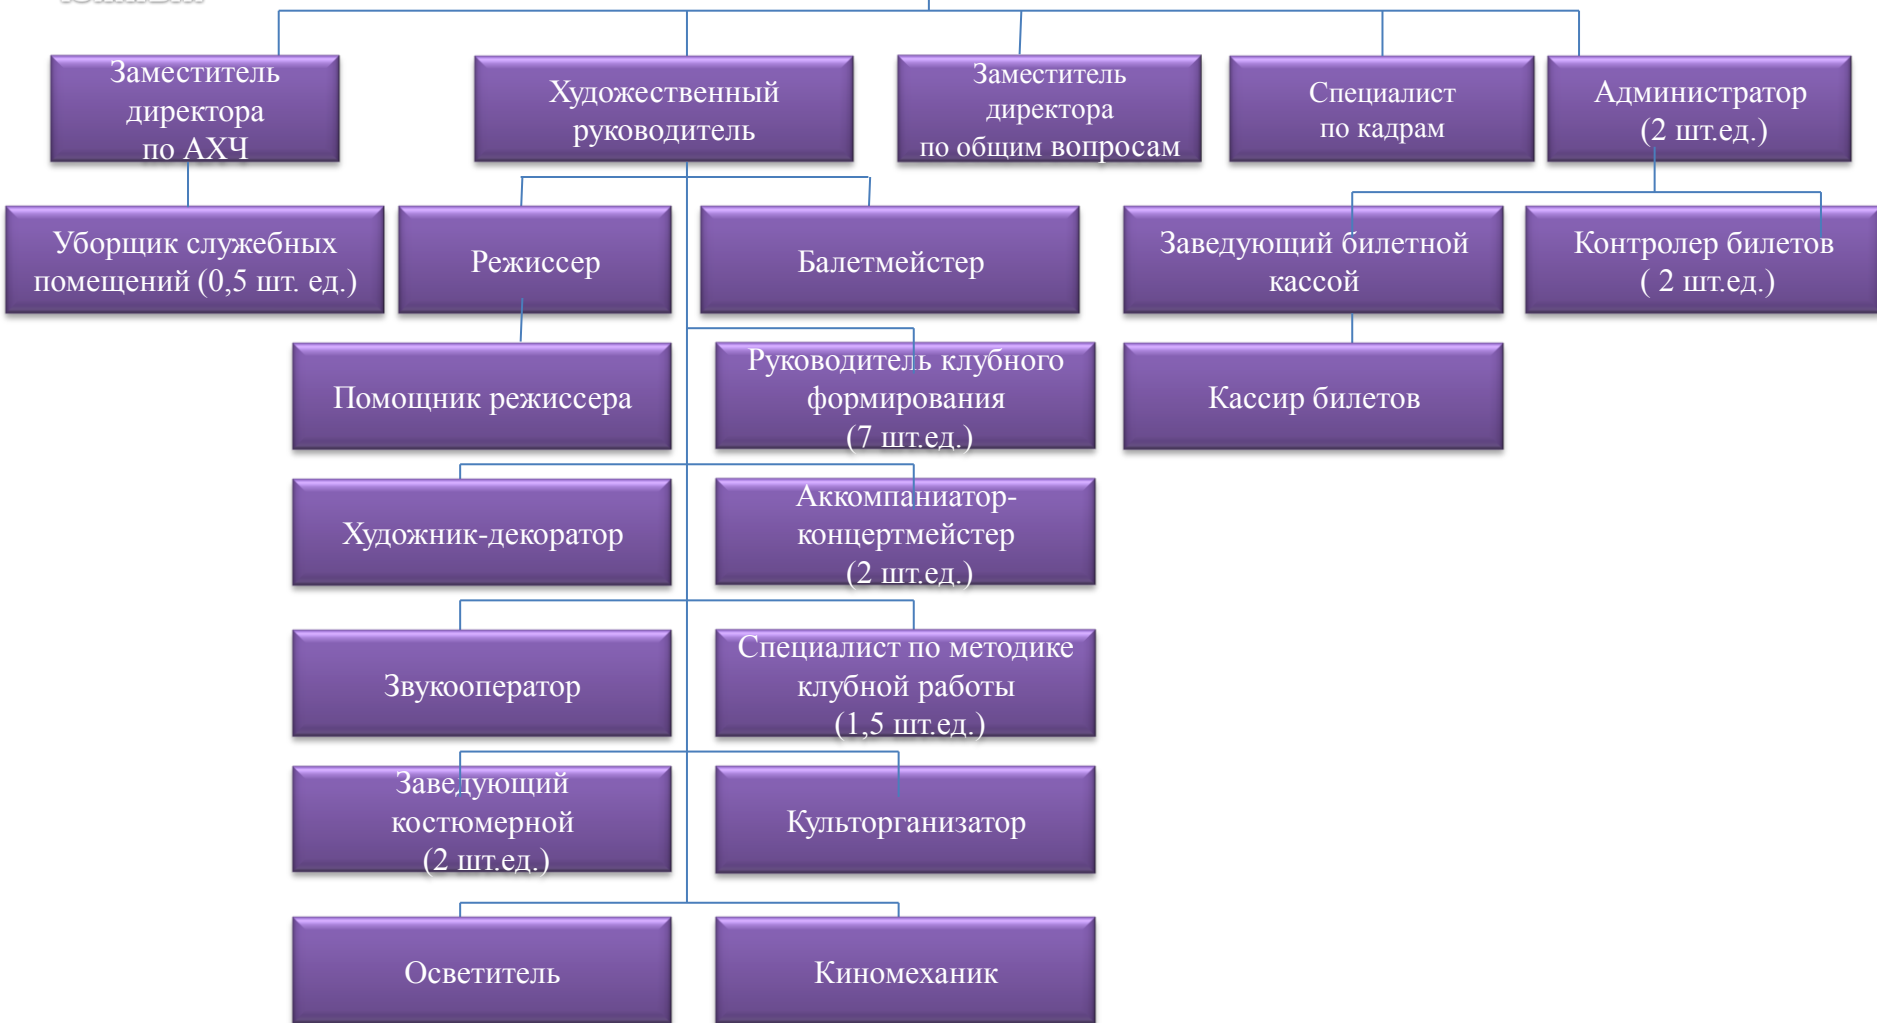 Заместитель
директора
по АХЧ
Художественный
руководитель
Заместитель
директора
по общим вопросам
Специалист
по кадрам
Администратор
(2 шт.ед.)
Уборщик служебных
помещений (0,5 шт. ед.)
Режиссер
Балетмейстер
Заведующий билетной
кассой
Контролер билетов
( 2 шт.ед.)
Помощник режиссера
Руководитель клубного
формирования
(7 шт.ед.)
Кассир билетов
Художник-декоратор
Аккомпаниатор-
концертмейстер
(2 шт.ед.)
Звукооператор
Специалист по методике
клубной работы
(1,5 шт.ед.)
Заведующий
костюмерной
(2 шт.ед.)
Культорганизатор
Осветитель
Киномеханик